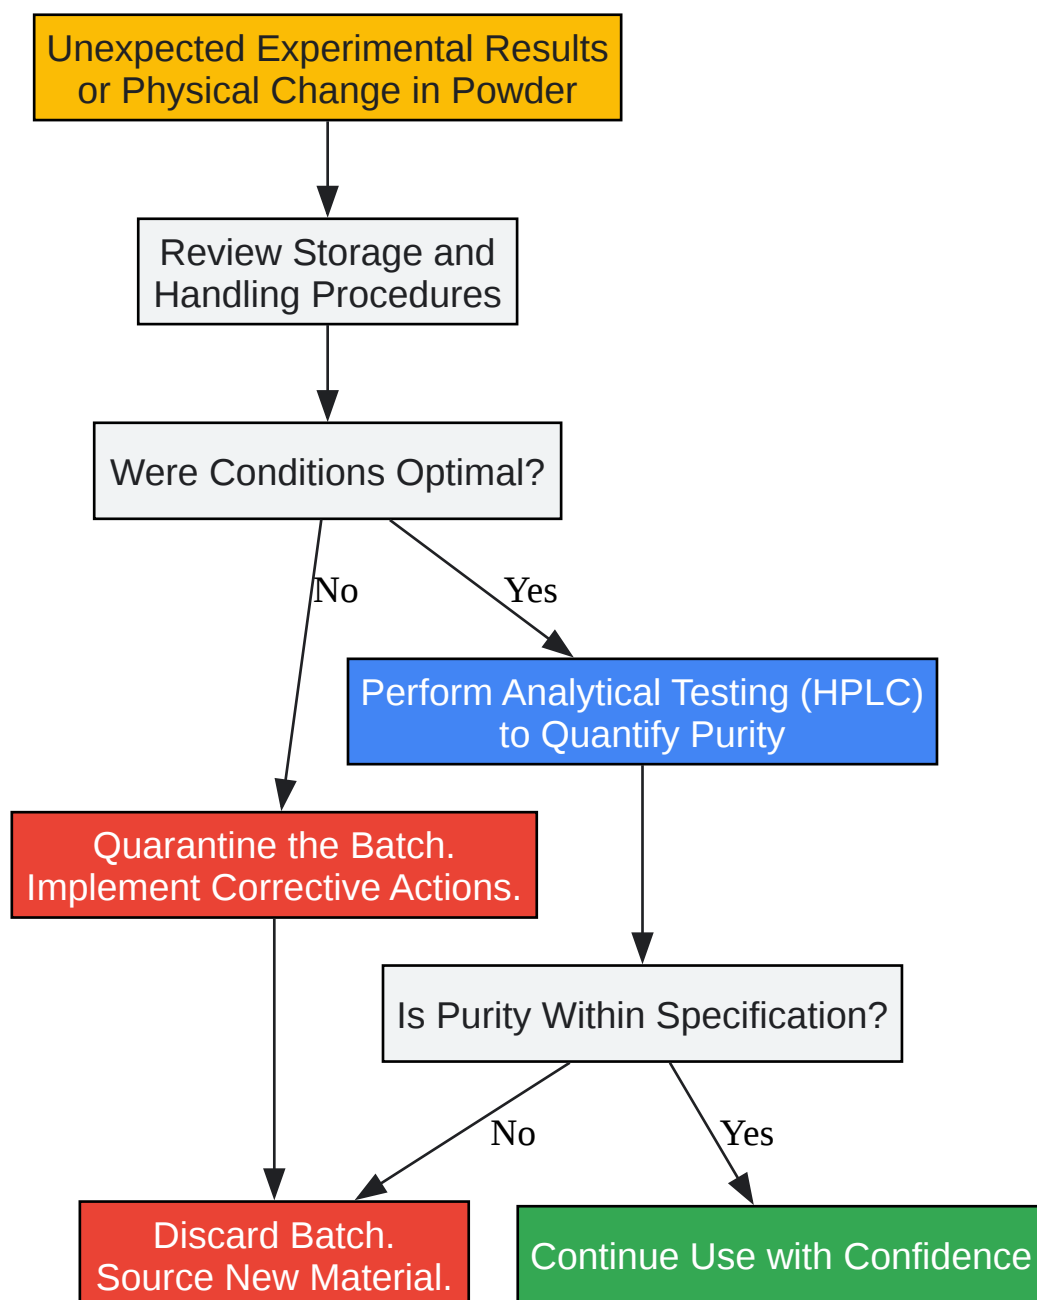 Unexpected Experimental Results
or Physical Change in Powder
Review Storage and
Handling Procedures
Were Conditions Optimal?
No
Yes
Perform Analytical Testing (HPLC)
to Quantify Purity
Quarantine the Batch.
Implement Corrective Actions.
Is Purity Within Specification?
No
Yes
Discard Batch.
Source New Material.
Continue Use with Confidence